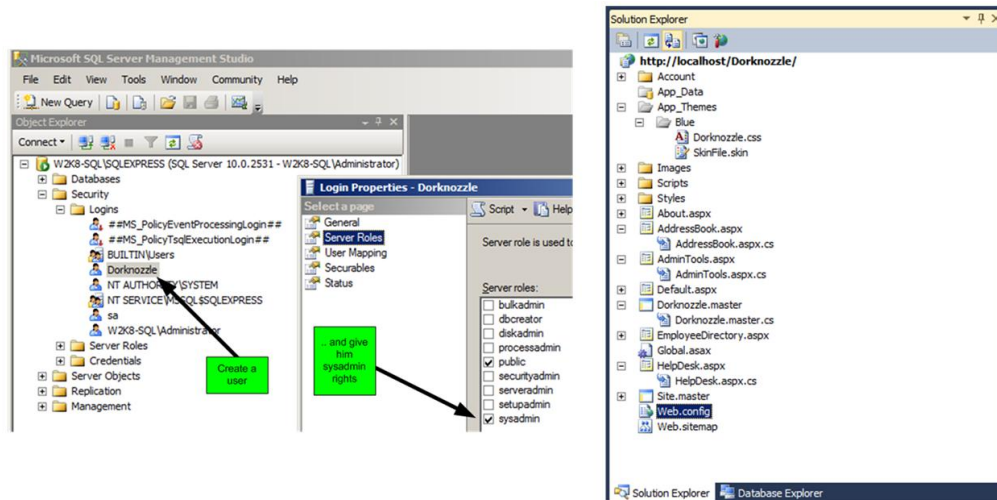 Microsoft SQL Server Management Studio
File Edit View Tools Window Community Help
New Query
Object Explorer
Connect
W2K8-SQL\SQLEXPRESS (SQL Server 10.0.2531 - W2K8-SQL\Administrator)
Databases
Security
Logins
##MS_PolicyEventProcessingLogin##
##MS_PolicyTsqlExecutionLogin##
BUILTIN\Users
Dorknozzle
NT AUTHORITY\SYSTEM
NT SERVICE\MSSQL$SQLEXPRESS
sa
W2K8-SQL\Administrator
Server Roles
Credentials
Server Objects
Replication
Management
Create a
user
Login Properties - Dorknozzle
Select a page
General
Server Roles
User Mapping
Securables
Status
.. and give
him
sysadmin
rights
Script Help
Server role is used to
Server roles:
bulkadmin
dbcreator
diskadmin
processadmin
public
securityadmin
serveradmin
setupadmin
sysadmin
Solution Explorer
http://localhost/Dorknozzle/
Account
App_Data
App_Themes
Blue
Dorknozzle.css
SkinFile.skin
Images
Scripts
Styles
About.aspx
AddressBook.aspx
AddressBook.aspx.cs
AdminTools.aspx
AdminTools.aspx.cs
Default.aspx
Dorknozzle.master
Dorknozzle.master.cs
EmployeeDirectory.aspx
Global.asax
HelpDesk.aspx
HelpDesk.aspx.cs
Site.master
Web.config
Web.sitemap
Solution Explorer Database Explorer